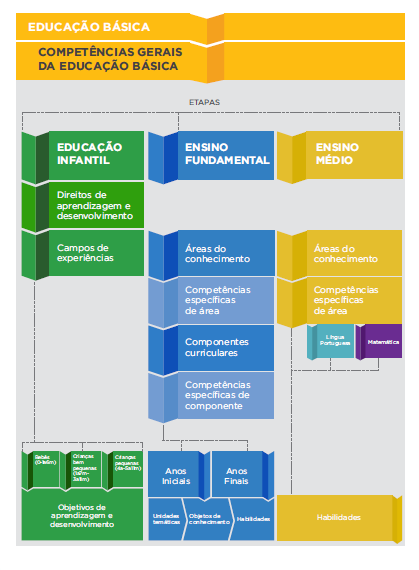 EDUCAÇÃO BÁSICA
COMPETÊNCIAS GERAIS
DA EDUCAÇÃO BÁSICA
ETAPAS
EDUCAÇÃO
INFANTIL
Direitos de
aprendizagem e
desenvolvimento
Campos de
experiências
Bebês
(0-1a6m)
Crianças
bem
pequenas
(1a7m-
3a11m)
Crianças
pequenas
(4a-5a11m)
Objetivos de
aprendizagem e
desenvolvimento
ENSINO
FUNDAMENTAL
Áreas do
conhecimento
Competências
específicas
de área
Componentes
curriculares
Competências
específicas de
componente
Anos
Iniciais
Anos
Finais
Unidades
temáticas
Objetos de
conhecimento
Habilidades
ENSINO
MÉDIO
Áreas do
conhecimento
Competências
específicas
de área
Língua
Portuguesa
Matemática
Habilidades